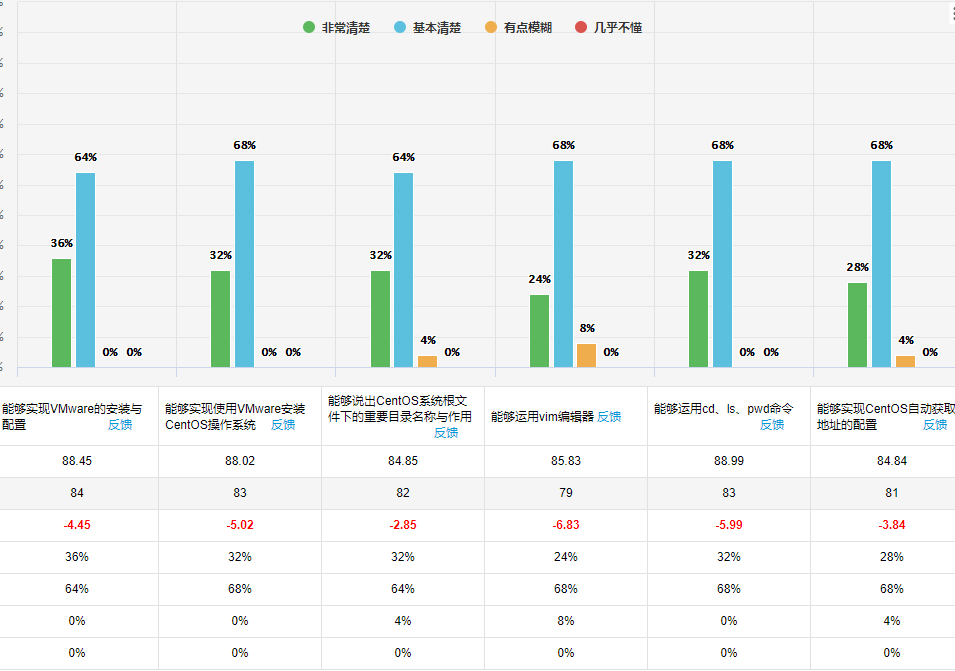 非常清楚 基本清楚 有点模糊 几乎不懂
68% 68% 68% 68%
64% 64%
36%
32% 32% 32%
28%
24%
8%
4% 4%
0% 0% 0% 0% 0% 0% 0% 0% 0% 0%
能够实现VMware的安装与
配置 反馈
能够实现使用VMware安装
CentOS操作系统 反馈
能够说出CentOS系统根文
件下的重要目录名称与作用
反馈
能够运用vim编辑器 反馈
能够运用cd、ls、pwd命令
反馈
能够实现CentOS自动获取
地址的配置 反馈
88.45 88.02 84.85 85.83 88.99 84.84
84 83 82 79 83 81
-4.45 -5.02 -2.85 -6.83 -5.99 -3.84
36% 32% 32% 24% 32% 28%
64% 68% 64% 68% 68% 68%
0% 0% 4% 8% 0% 4%
0% 0% 0% 0% 0% 0%